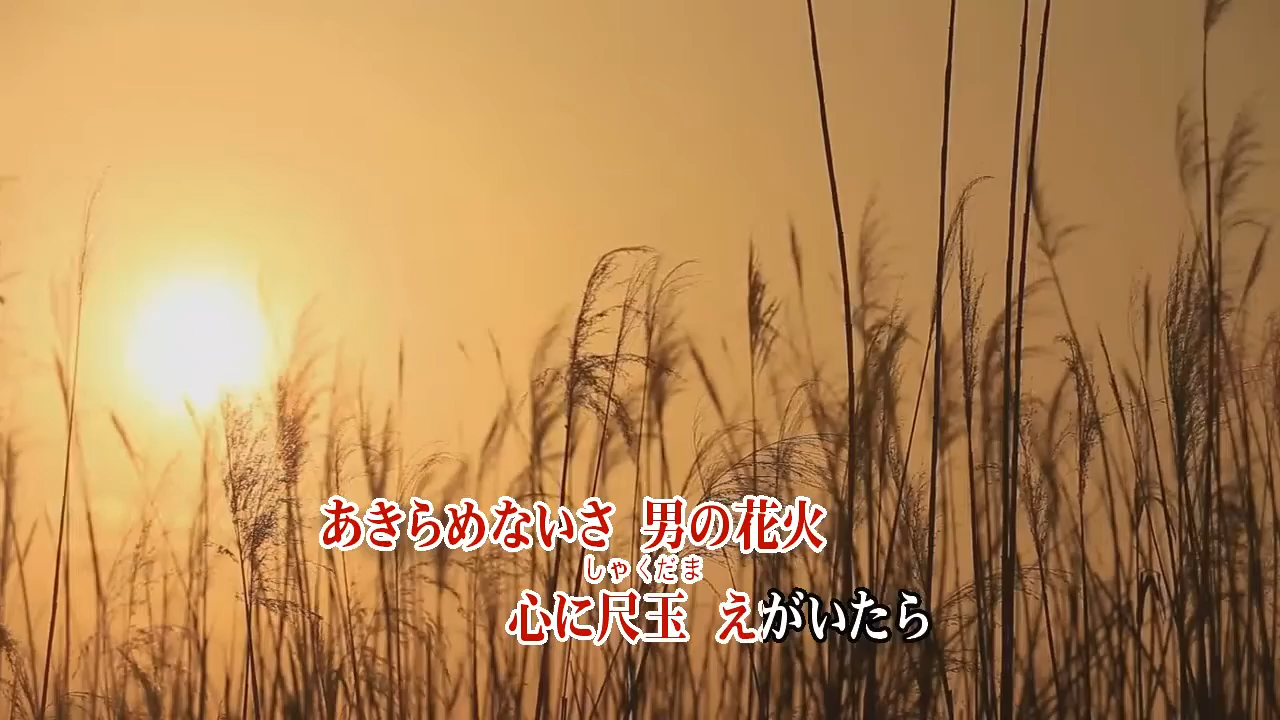 あきらめないさ 男の花火
しゃくだま
心に尺玉 えがいたら